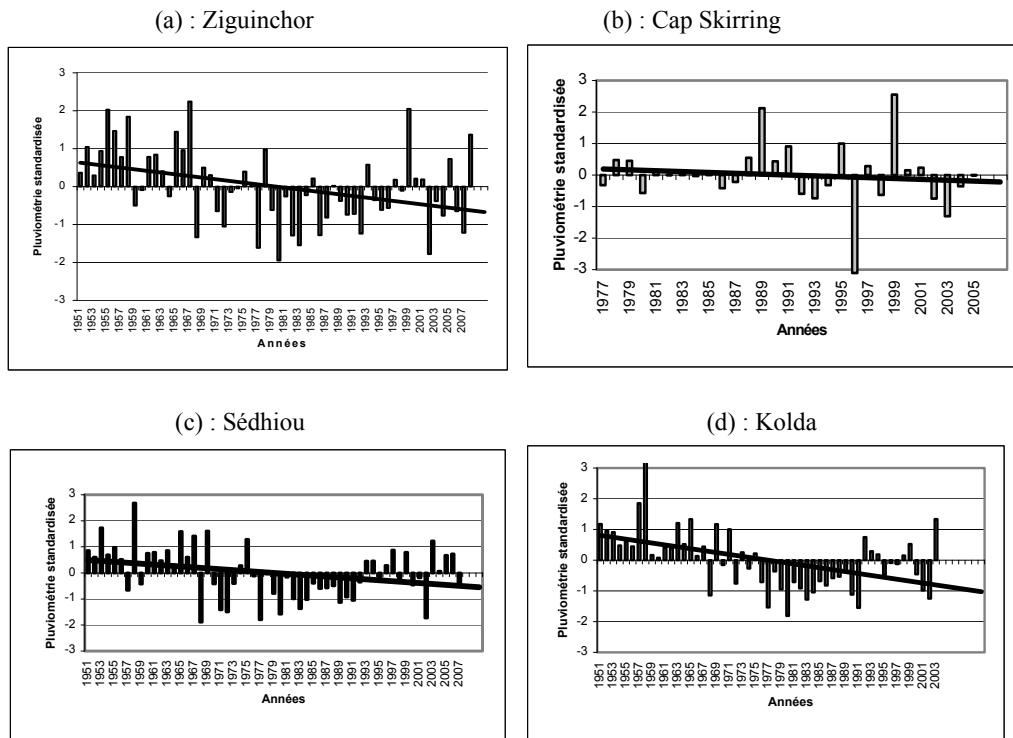 (a) : Ziguinchor
(b) : Cap Skirring
Pluviométrie standardisée
3
2
1
0
-1
-2
-3
1951 1953 1955 1957 1959 1961 1963 1965 1967 1969 1971 1973 1975 1977 1979 1981 1983 1985 1987 1989 1991 1993 1995 1997 1999 2001 2003 2005 2007
Années
Pluviométrie standardisée
3
2
1
0
-1
-2
-3
1977 1979 1981 1983 1985 1987 1989 1991 1993 1995 1997 1999 2001 2003 2005
Années
(c) : Sédhiou
(d) : Kolda
Pluviométrie standardisée
3
2
1
0
-1
-2
-3
1951 1953 1955 1957 1959 1961 1963 1965 1967 1969 1971 1973 1975 1977 1979 1981 1983 1985 1987 1989 1991 1993 1995 1997 1999 2001 2003 2005 2007
Années
Pluviométrie standardisée
3
2
1
0
-1
-2
-3
1951 1953 1955 1957 1959 1961 1963 1965 1967 1969 1971 1973 1975 1977 1979 1981 1983 1985 1987 1989 1991 1993 1995 1997 1999 2001 2003
Années